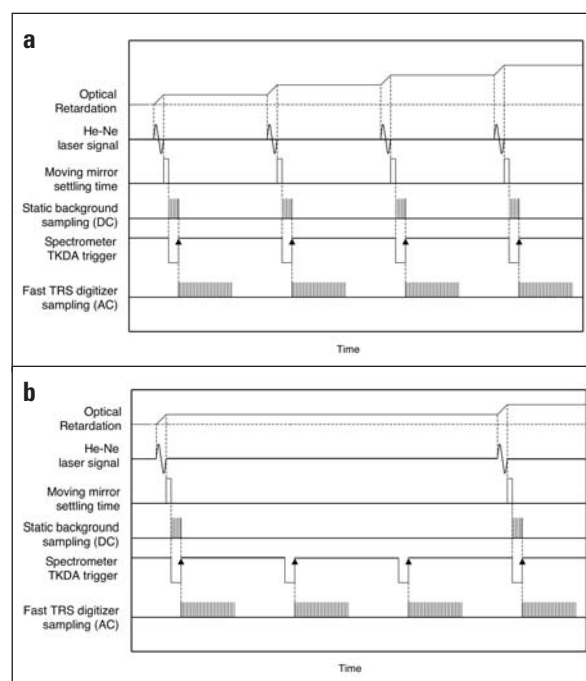 a
Optical
Retardation
He-Ne
laser signal
Moving mirror
settling time
Static background
sampling (DC)
Spectrometer
TKDA trigger
Fast TRS digitizer
sampling (AC)
Time
b
Optical
Retardation
He-Ne
laser signal
Moving mirror
settling time
Static background
sampling (DC)
Spectrometer
TKDA trigger
Fast TRS digitizer
sampling (AC)
Time